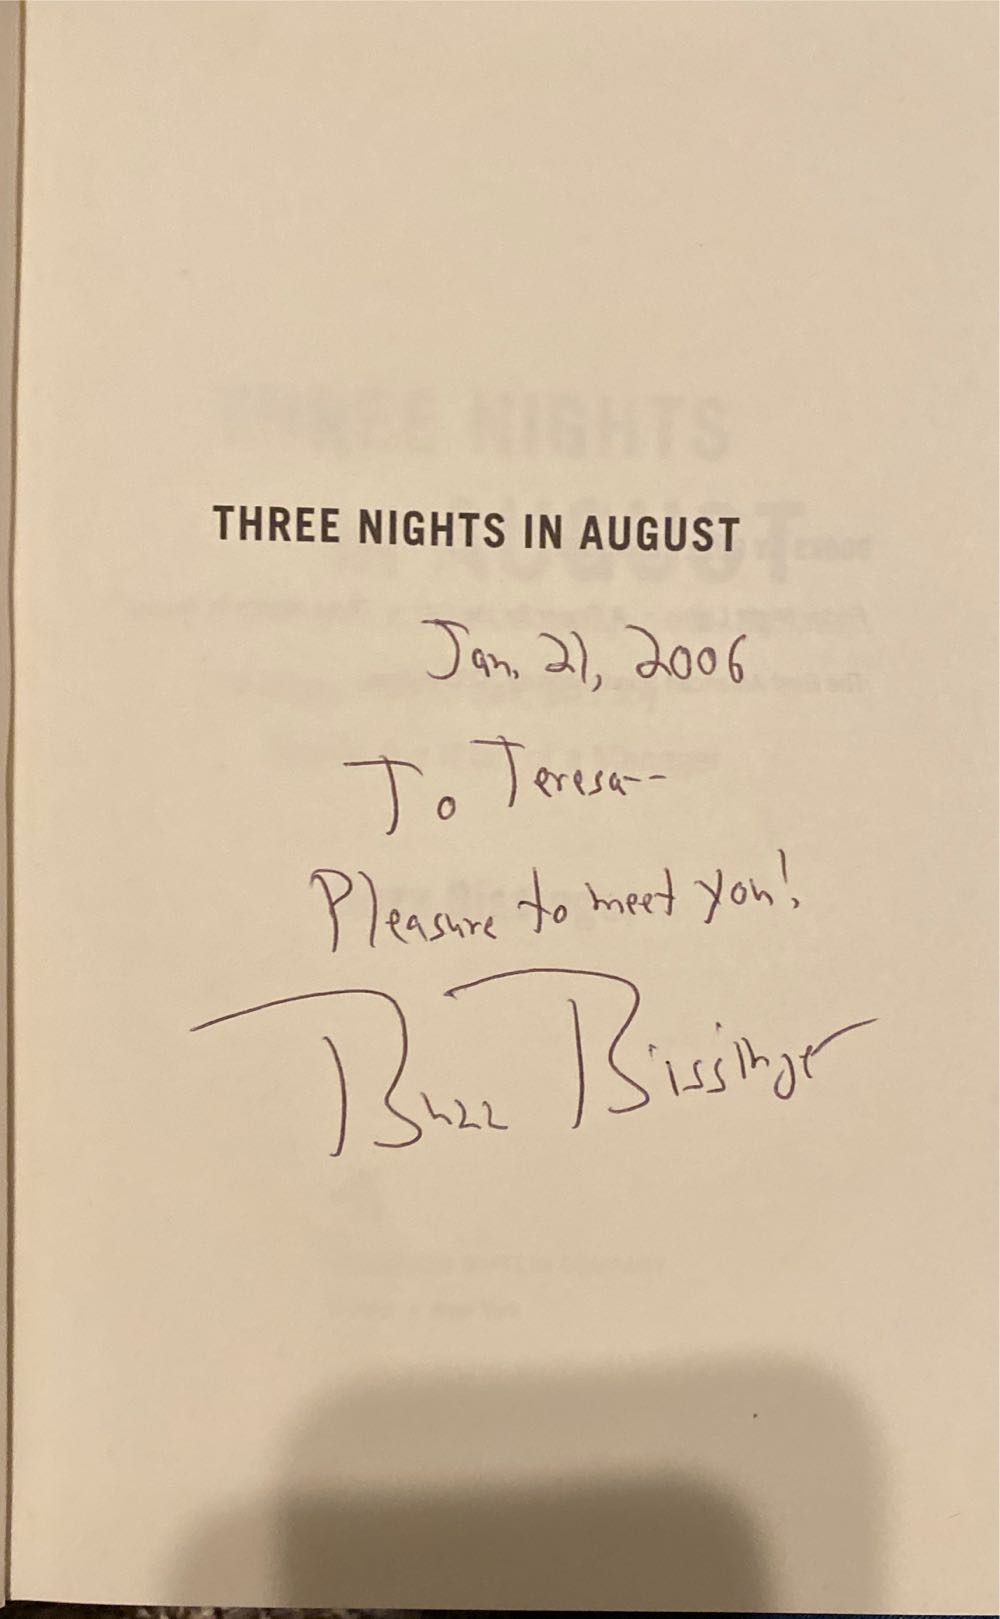 THREE NIGHTS IN AUGUST
Jan. 21, 2006
To Teresa--
Pleasure to meet you!
Buzz Bissinger